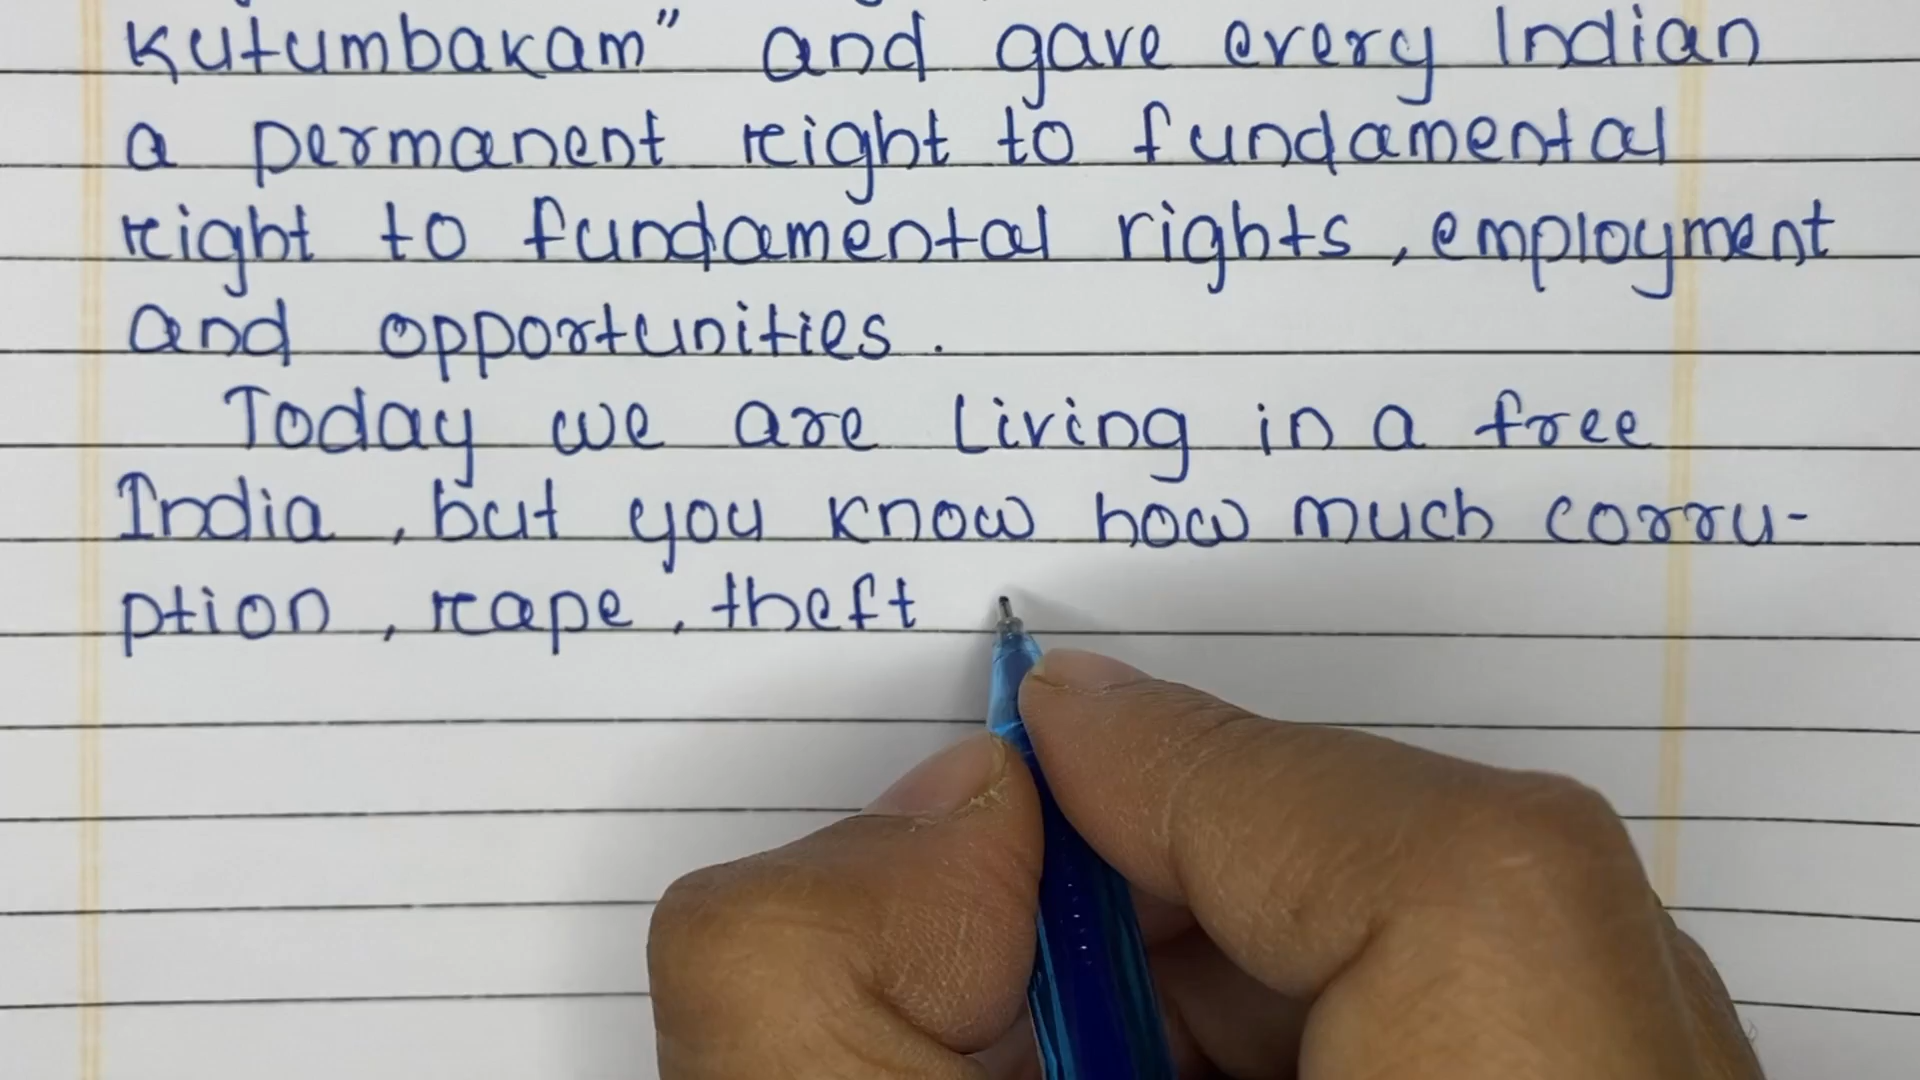 Kutumbakam" and gave every Indian
a permanent right to fundamental
right to fundamental rights, employment
and opportunities.
Today we are living in a free
India, but you know how much corru-
ption, rape, theft